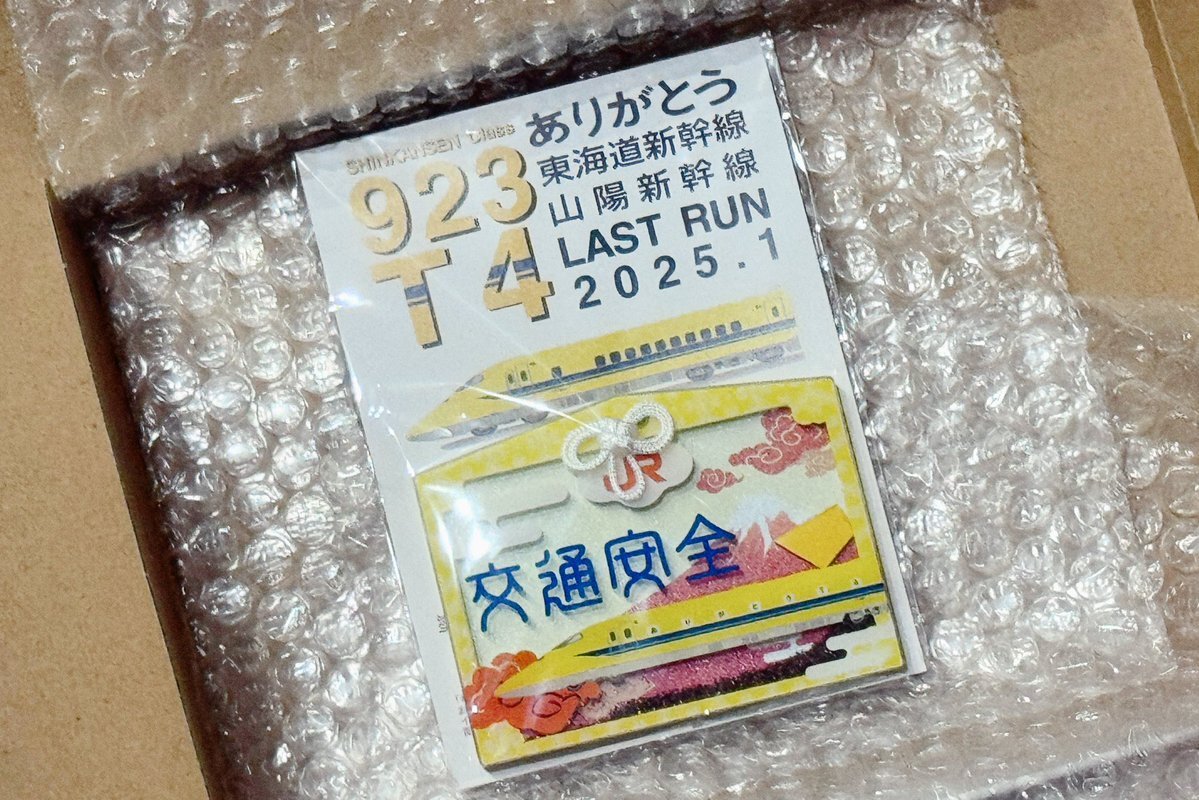 SHINKANSEN Class
923
T4
ありがとう
東海道新幹線
山陽新幹線
LAST RUN
2025.1
JR
交通安全